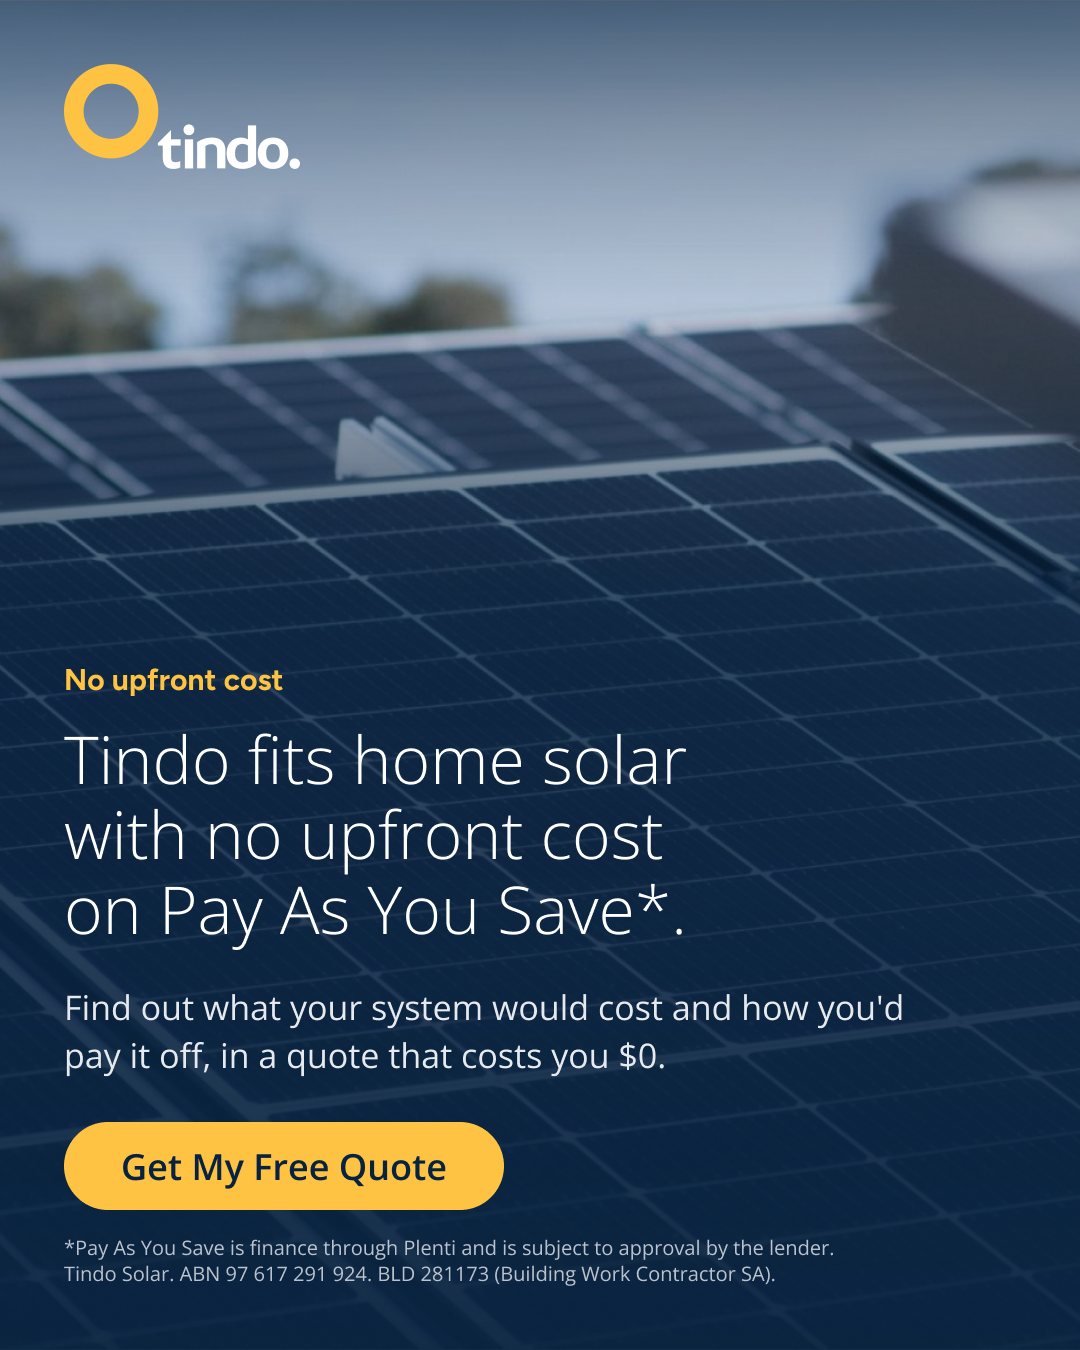 tindo.
No upfront cost
Tindo fits home solar
with no upfront cost
on Pay As You Save*.
Find out what your system would cost and how you'd
pay it off, in a quote that costs you $0.
Get My Free Quote
*Pay As You Save is finance through Plenti and is subject to approval by the lender.
Tindo Solar. ABN 97 617 291 924. BLD 281173 (Building Work Contractor SA).